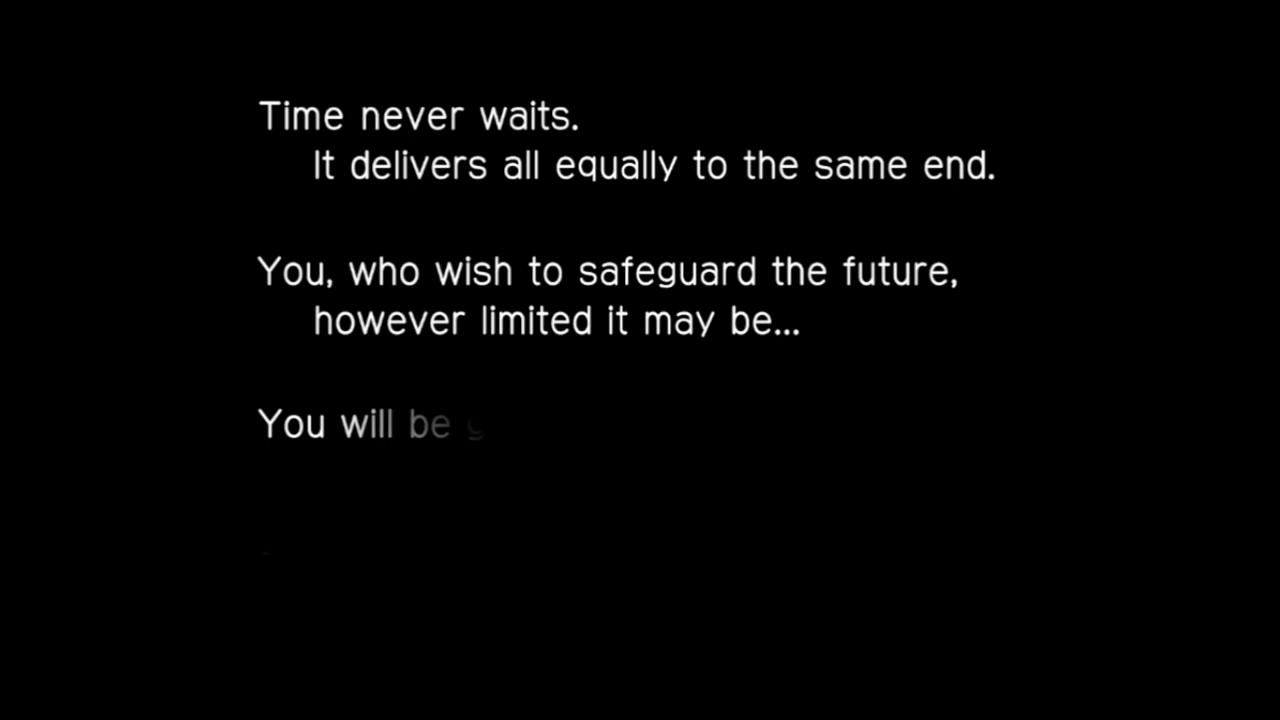 Time never waits.
It delivers all equally to the same end.
You, who wish to safeguard the future,
however limited it may be...
You will be